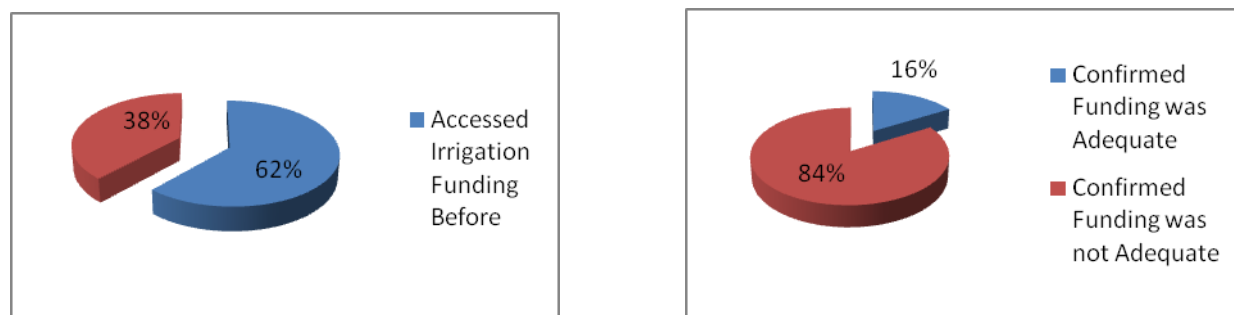 38%
62%
Accessed
Irrigation
Funding
Before
16%
84%
Confirmed
Funding was
Adequate
Confirmed
Funding was
not Adequate